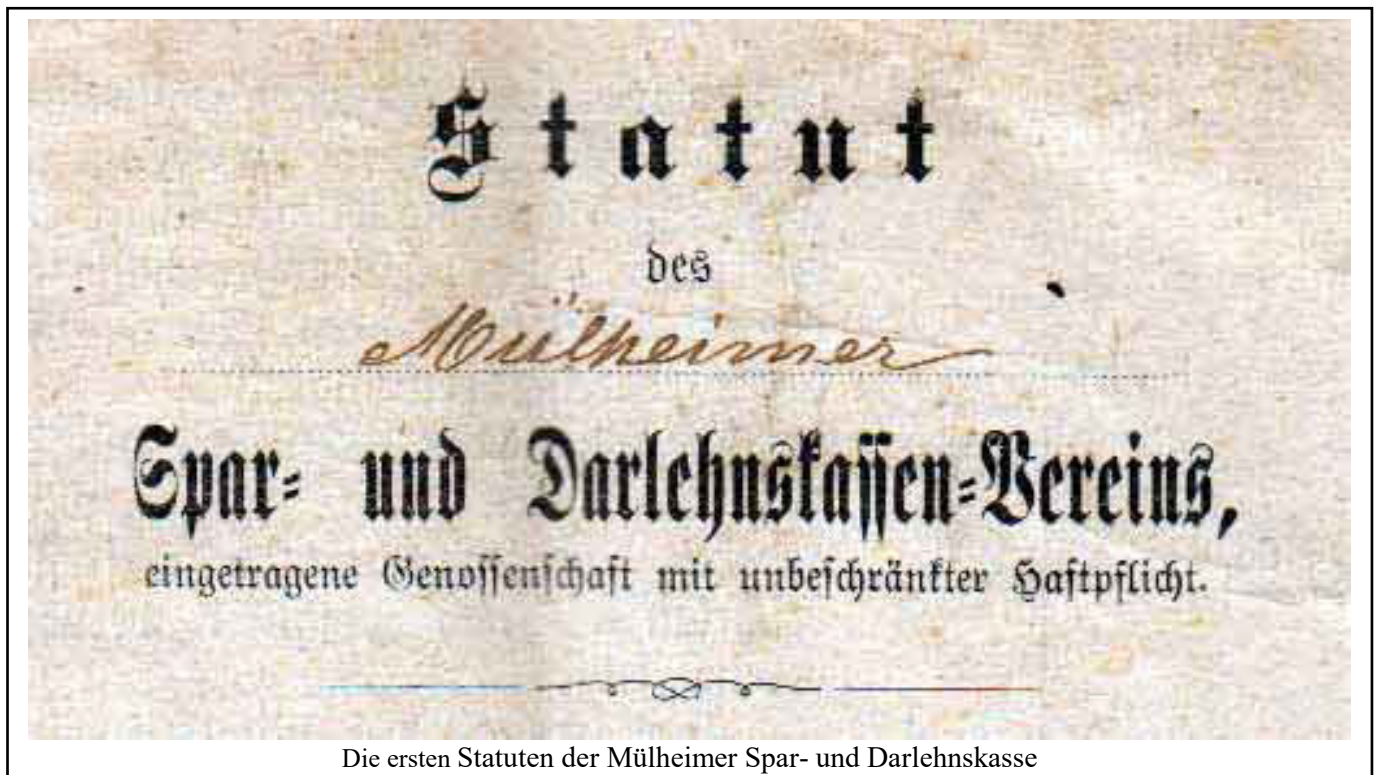 Statut
des
Mülheimer
Spar- und Darlehnskassen-Vereins,
eingetragene Genossenschaft mit unbeschränkter Haftpflicht.
Die ersten Statuten der Mülheimer Spar- und Darlehnskasse